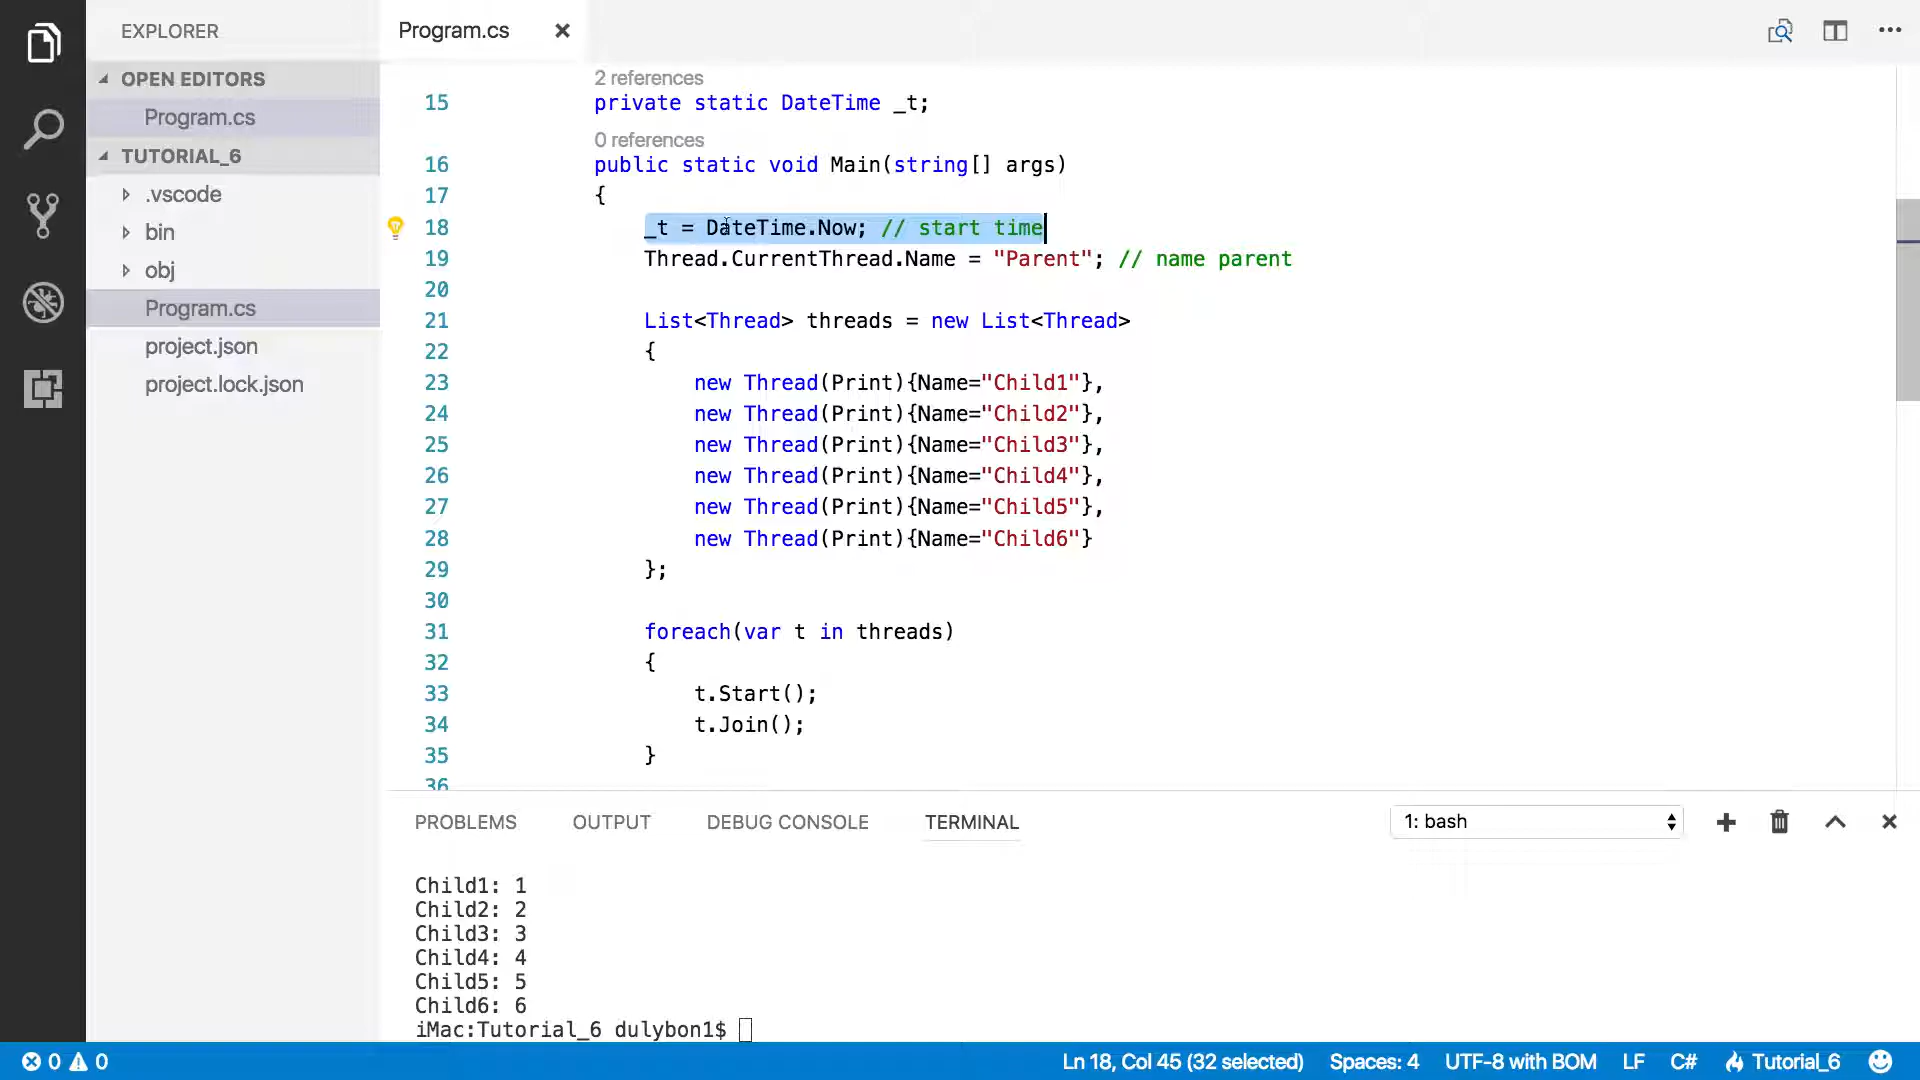 EXPLORER
OPEN EDITORS
Program.cs
TUTORIAL_6
.vscode
bin
obj
Program.cs
project.json
project.lock.json
Program.cs
2 references
15 private static DateTime _t;
0 references
16 public static void Main(string[] args)
17 {
18 _t = DateTime.Now; // start time
19 Thread.CurrentThread.Name = "Parent"; // name parent
20
21 List<Thread> threads = new List<Thread>
22 {
23 new Thread(Print){Name="Child1"},
24 new Thread(Print){Name="Child2"},
25 new Thread(Print){Name="Child3"},
26 new Thread(Print){Name="Child4"},
27 new Thread(Print){Name="Child5"},
28 new Thread(Print){Name="Child6"}
29 };
30
31 foreach(var t in threads)
32 {
33 t.Start();
34 t.Join();
35 }
36
PROBLEMS OUTPUT DEBUG CONSOLE TERMINAL 1: bash
Child1: 1
Child2: 2
Child3: 3
Child4: 4
Child5: 5
Child6: 6
iMac:Tutorial_6 dulybon1$
0 0 Ln 18, Col 45 (32 selected) Spaces: 4 UTF-8 with BOM LF C# Tutorial_6